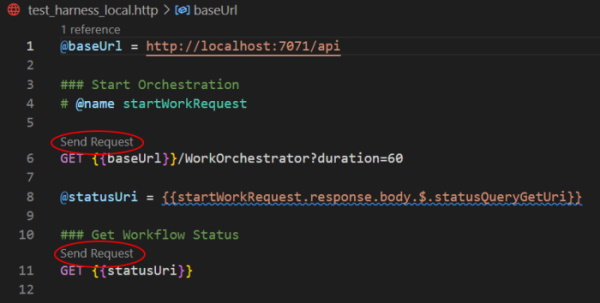 test_harness_local.http > baseUrl
1 reference
1 @baseUrl = http://localhost:7071/api
2
3 ### Start Orchestration
4 # @name startWorkRequest
5
Send Request
6 GET {{baseUrl}}/WorkOrchestrator?duration=60
7
8 @statusUri = {{startWorkRequest.response.body.$.statusQueryGetUri}}
9
10 ### Get Workflow Status
Send Request
11 GET {{statusUri}}
12